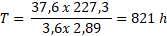 T = 37,6 x 227,3 / 3,6x 2,89 = 821 h